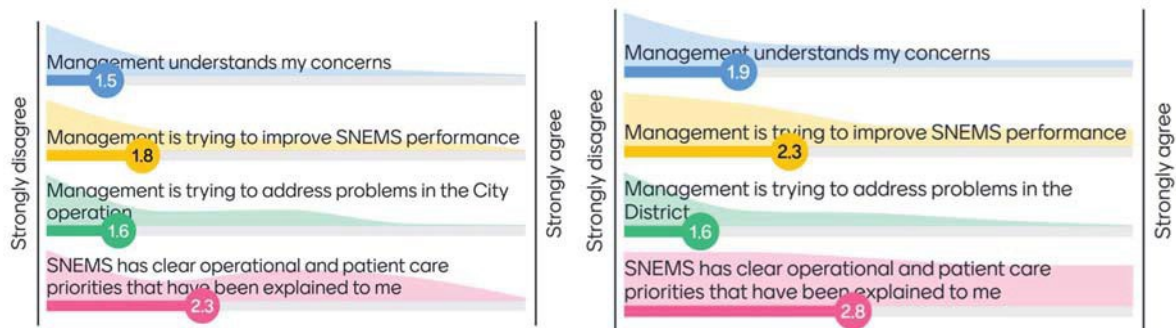 Strongly disagree
Management understands my concerns
1.5
Management is trying to improve SNEMS performance
1.8
Management is trying to address problems in the City
operation
1.6
SNEMS has clear operational and patient care
priorities that have been explained to me
2.3
Strongly agree
Strongly disagree
Management understands my concerns
1.9
Management is trying to improve SNEMS performance
2.3
Management is trying to address problems in the
District
1.6
SNEMS has clear operational and patient care
priorities that have been explained to me
2.8
Strongly agree